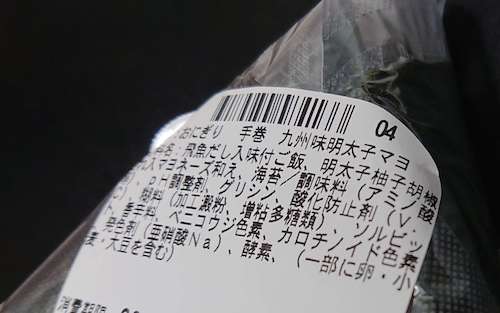 04
おにぎり 手巻 九州味明太子マヨ
名:飛魚だし入味付ご飯、明太子柚子胡椒
入マヨネーズ和え、海苔/調味料(アミノ酸
)、pH調整剤、グリシン、酸化防止剤(V.
)、糊料(加工澱粉、増粘多糖類)、ソルビッ
、香辛料、ベニコウジ色素、カロチノイド色素
、発色剤(亜硝酸Na)、酵素、(一部に卵・小
麦・大豆を含む)
消費期限